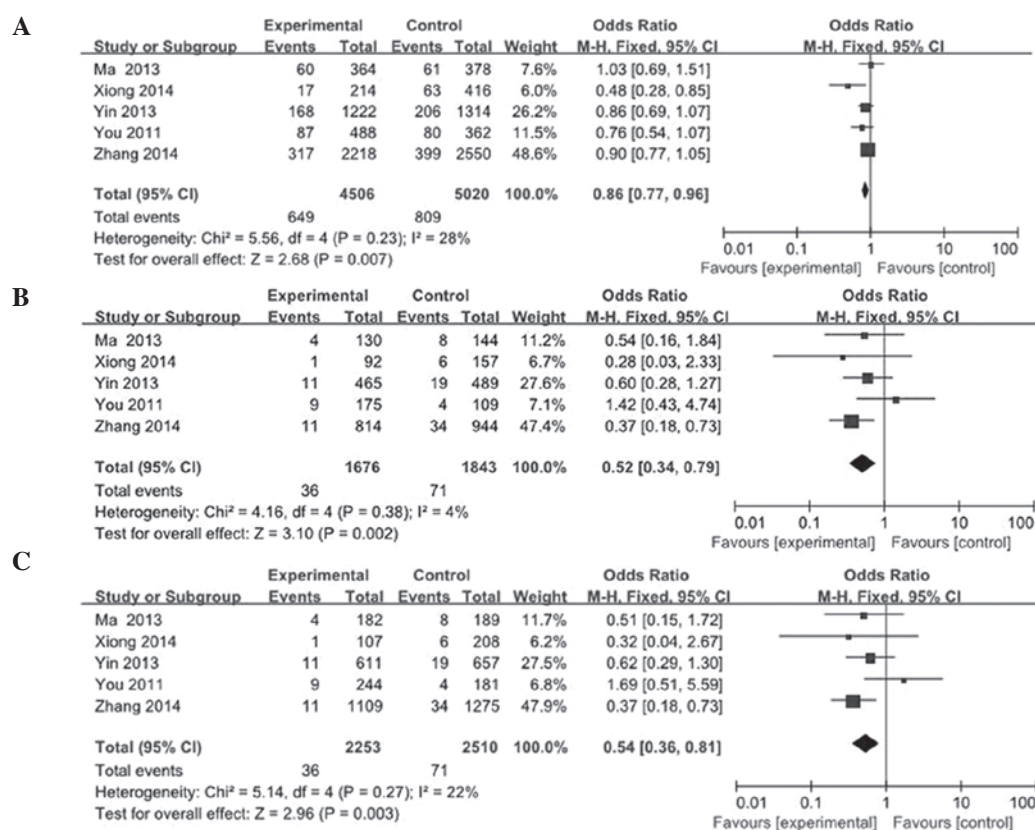 A
Experimental Control Odds Ratio Odds Ratio
Study or Subgroup Events Total Events Total Weight M-H, Fixed, 95% CI M-H, Fixed, 95% CI
Ma 2013 60 364 61 378 7.6% 1.03 [0.69, 1.51]
Xiong 2014 17 214 63 416 6.0% 0.48 [0.28, 0.85]
Yin 2013 168 1222 206 1314 26.2% 0.86 [0.69, 1.07]
You 2011 87 488 80 362 11.5% 0.76 [0.54, 1.07]
Zhang 2014 317 2218 399 2550 48.6% 0.90 [0.77, 1.05]
Total (95% CI) 4506 5020 100.0% 0.86 [0.77, 0.96]
Total events 649 809
Heterogeneity: Chi² = 5.56, df = 4 (P = 0.23); I² = 28%
Test for overall effect: Z = 2.68 (P = 0.007)
0.01 0.1 1 10 100
Favours [experimental] Favours [control]
B
Experimental Control Odds Ratio Odds Ratio
Study or Subgroup Events Total Events Total Weight M-H, Fixed, 95% CI M-H, Fixed, 95% CI
Ma 2013 4 130 8 144 11.2% 0.54 [0.16, 1.84]
Xiong 2014 1 92 6 157 6.7% 0.28 [0.03, 2.33]
Yin 2013 11 465 19 489 27.6% 0.60 [0.28, 1.27]
You 2011 9 175 4 109 7.1% 1.42 [0.43, 4.74]
Zhang 2014 11 814 34 944 47.4% 0.37 [0.18, 0.73]
Total (95% CI) 1676 1843 100.0% 0.52 [0.34, 0.79]
Total events 36 71
Heterogeneity: Chi² = 4.16, df = 4 (P = 0.38); I² = 4%
Test for overall effect: Z = 3.10 (P = 0.002)
0.01 0.1 1 10 100
Favours [experimental] Favours [control]
C
Experimental Control Odds Ratio Odds Ratio
Study or Subgroup Events Total Events Total Weight M-H, Fixed, 95% CI M-H, Fixed, 95% CI
Ma 2013 4 182 8 189 11.7% 0.51 [0.15, 1.72]
Xiong 2014 1 107 6 208 6.2% 0.32 [0.04, 2.67]
Yin 2013 11 611 19 657 27.5% 0.62 [0.29, 1.30]
You 2011 9 244 4 181 6.8% 1.69 [0.51, 5.59]
Zhang 2014 11 1109 34 1275 47.9% 0.37 [0.18, 0.73]
Total (95% CI) 2253 2510 100.0% 0.54 [0.36, 0.81]
Total events 36 71
Heterogeneity: Chi² = 5.14, df = 4 (P = 0.27); I² = 22%
Test for overall effect: Z = 2.96 (P = 0.003)
0.01 0.1 1 10 100
Favours [experimental] Favours [control]